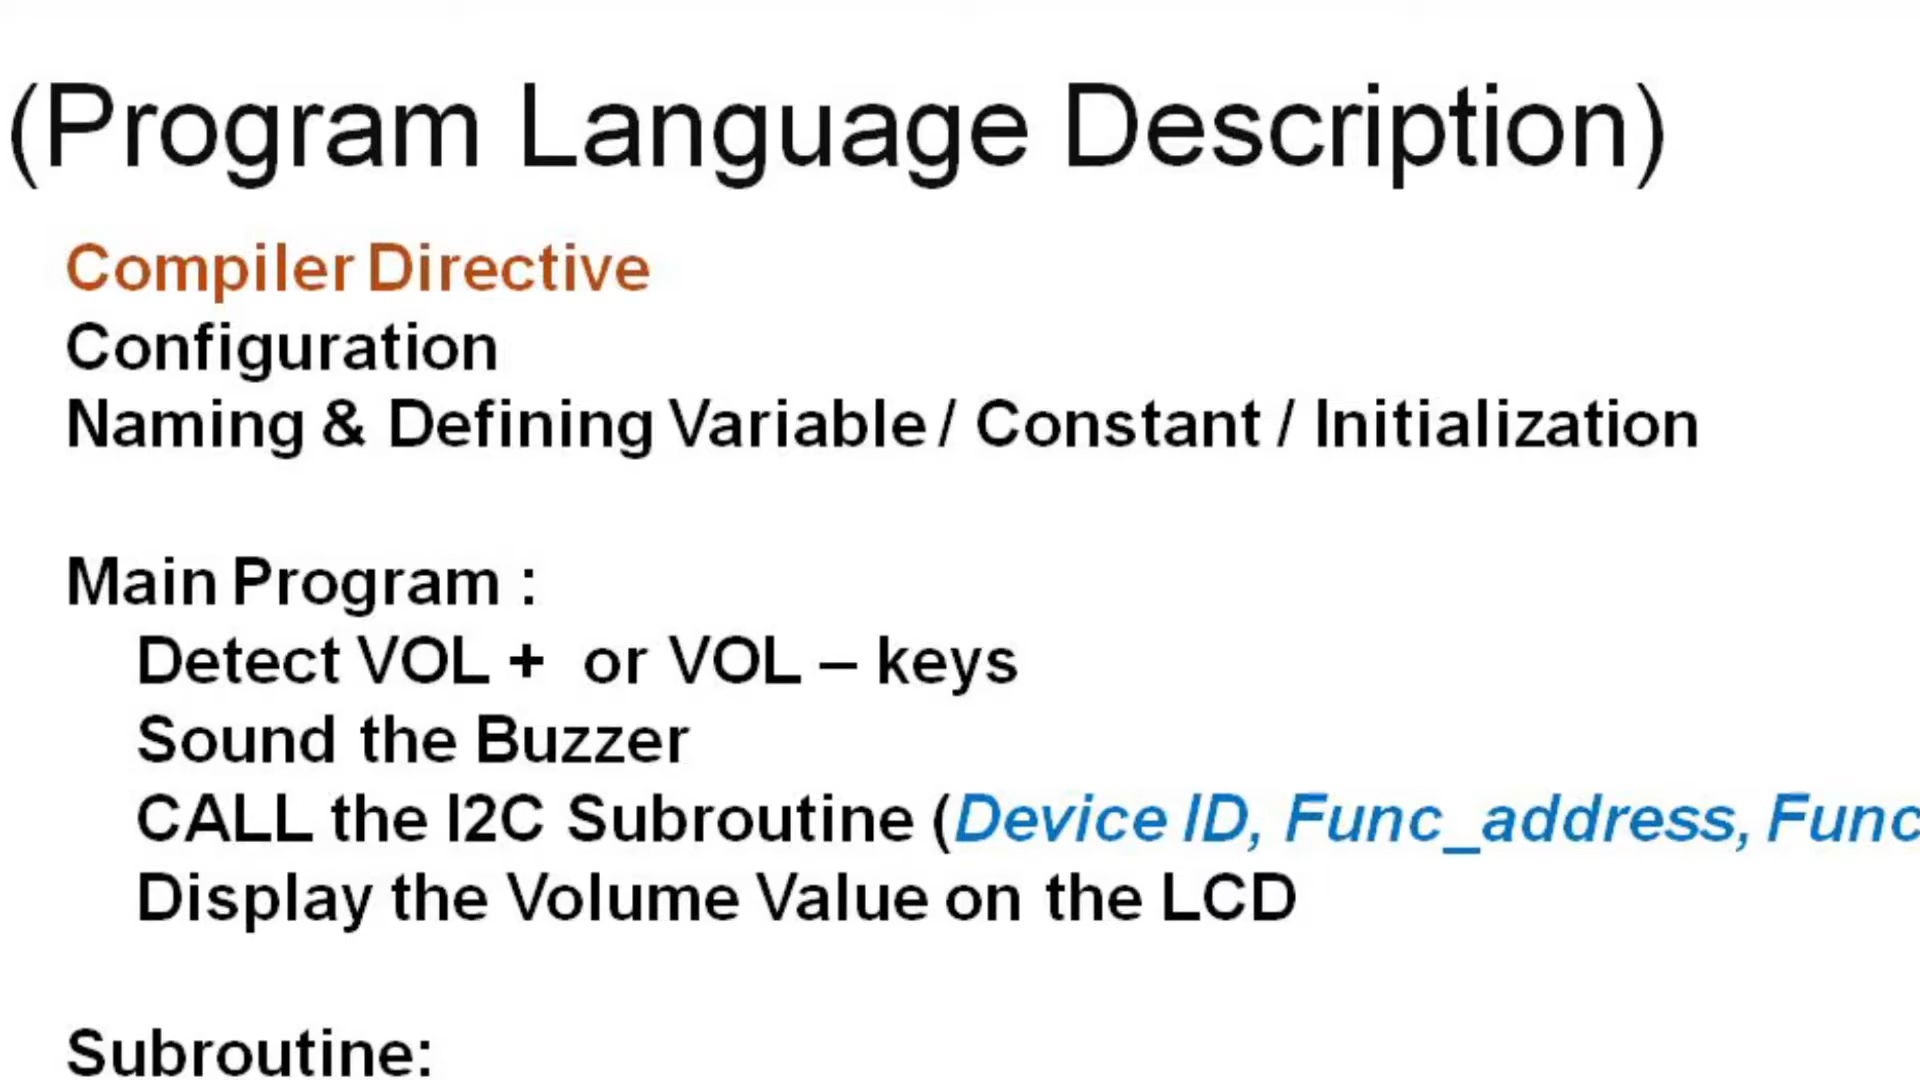 (Program Language Description)
Compiler Directive
Configuration
Naming & Defining Variable / Constant / Initialization
Main Program :
Detect VOL + or VOL – keys
Sound the Buzzer
CALL the I2C Subroutine (Device ID, Func_address, Func
Display the Volume Value on the LCD
Subroutine: